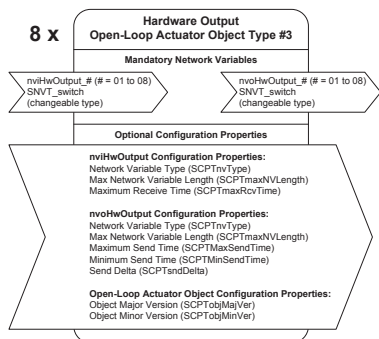 8 x
Hardware Output
Open-Loop Actuator Object Type #3
Mandatory Network Variables
nviHwOutput_# (# = 01 to 08)
SNVT_switch
(changeable type)
nvoHwOutput_# (# = 01 to 08)
SNVT_switch
(changeable type)
Optional Configuration Properties
nviHwOutput Configuration Properties:
Network Variable Type (SCPTnvType)
Max Network Variable Length (SCPTmaxNVLength)
Maximum Receive Time (SCPTmaxRcvTime)
nvoHwOutput Configuration Properties:
Network Variable Type (SCPTnvType)
Max Network Variable Length (SCPTmaxNVLength)
Maximum Send Time (SCPTMaxSendTime)
Minimum Send Time (SCPTMinSendTime)
Send Delta (SCPTsndDelta)
Open-Loop Actuator Object Configuration Properties:
Object Major Version (SCPTobjMajVer)
Object Minor Version (SCPTobjMinVer)